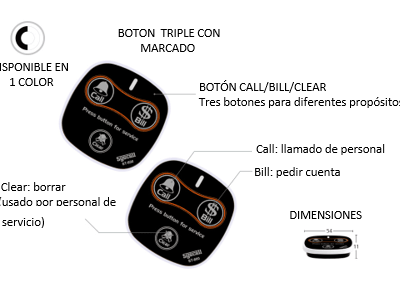 BOTON TRIPLE CON
MARCADO
ISPONIBLE EN
1 COLOR
BOTÓN CALL/BILL/CLEAR
Tres botones para diferentes propósitos
Call
Bill
Press button for service
Clear
Call: llamado de personal
Bill: pedir cuenta
Clear: borrar
(usado por personal de
servicio)
Call
Bill
Press button for service
Clear
DIMENSIONES
54